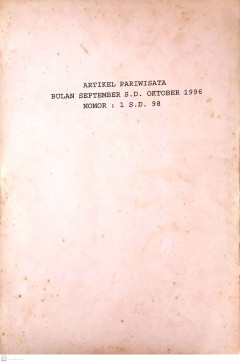 ARTIKEL PARIWISATA
BULAN SEPTEMBER S.D. OKTOBER 1996
NOMOR : 1 S.D. 98